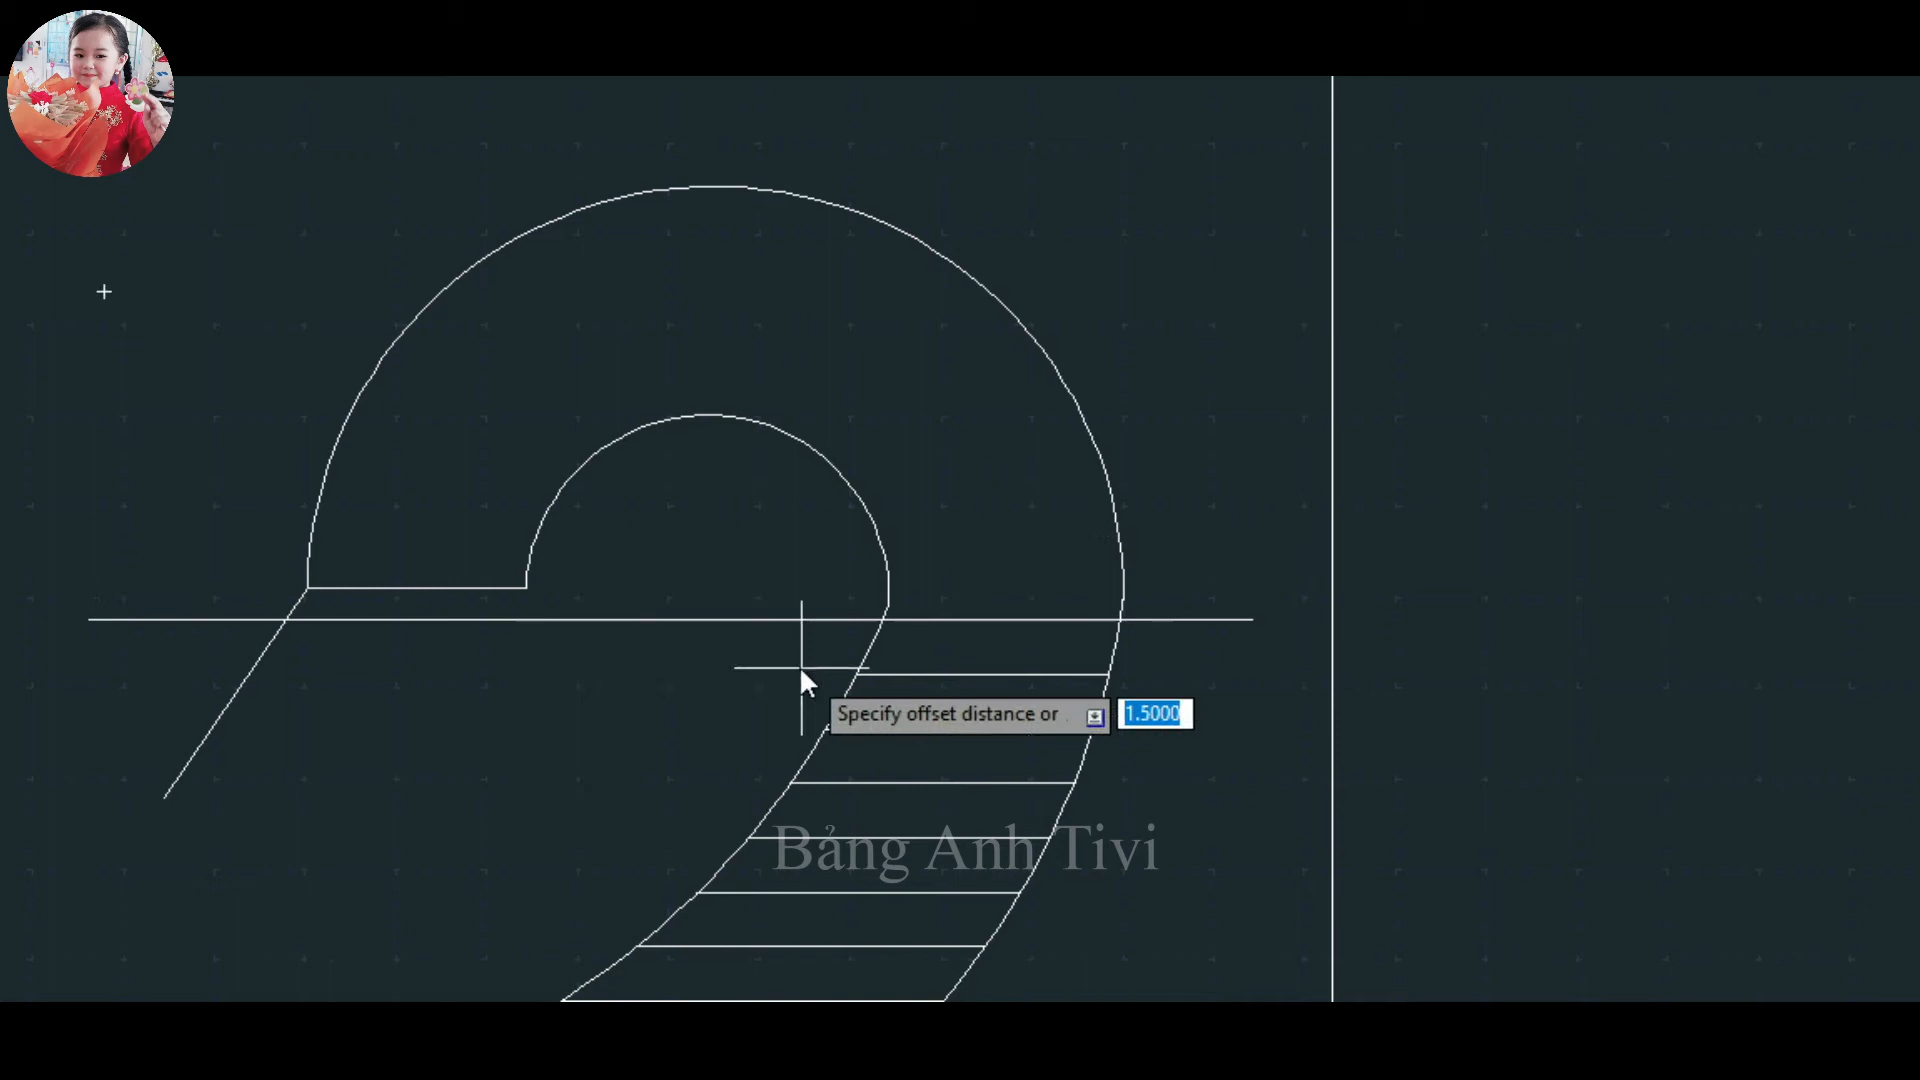 Specify offset distance or
1.5000
Bảng Anh Tivi